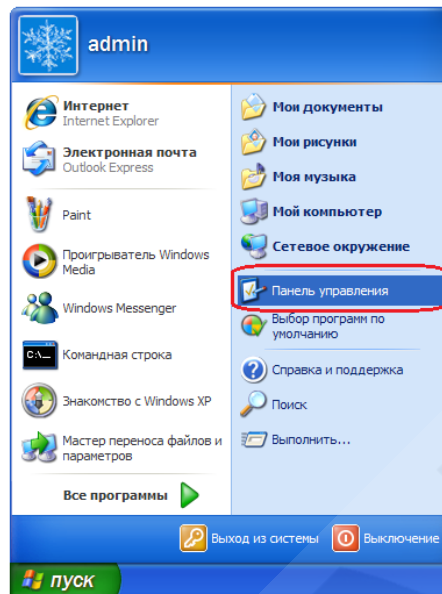 admin
Интернет
Internet Explorer
Электронная почта
Outlook Express
Paint
Проигрыватель Windows
Media
Windows Messenger
C:\_
Командная строка
Знакомство с Windows XP
Мастер переноса файлов и
параметров
Все программы
Мои документы
Мои рисунки
Моя музыка
Мой компьютер
Сетевое окружение
Панель управления
Выбор программ по
умолчанию
Справка и поддержка
Поиск
Выполнить...
Выход из системы
Выключение
пуск